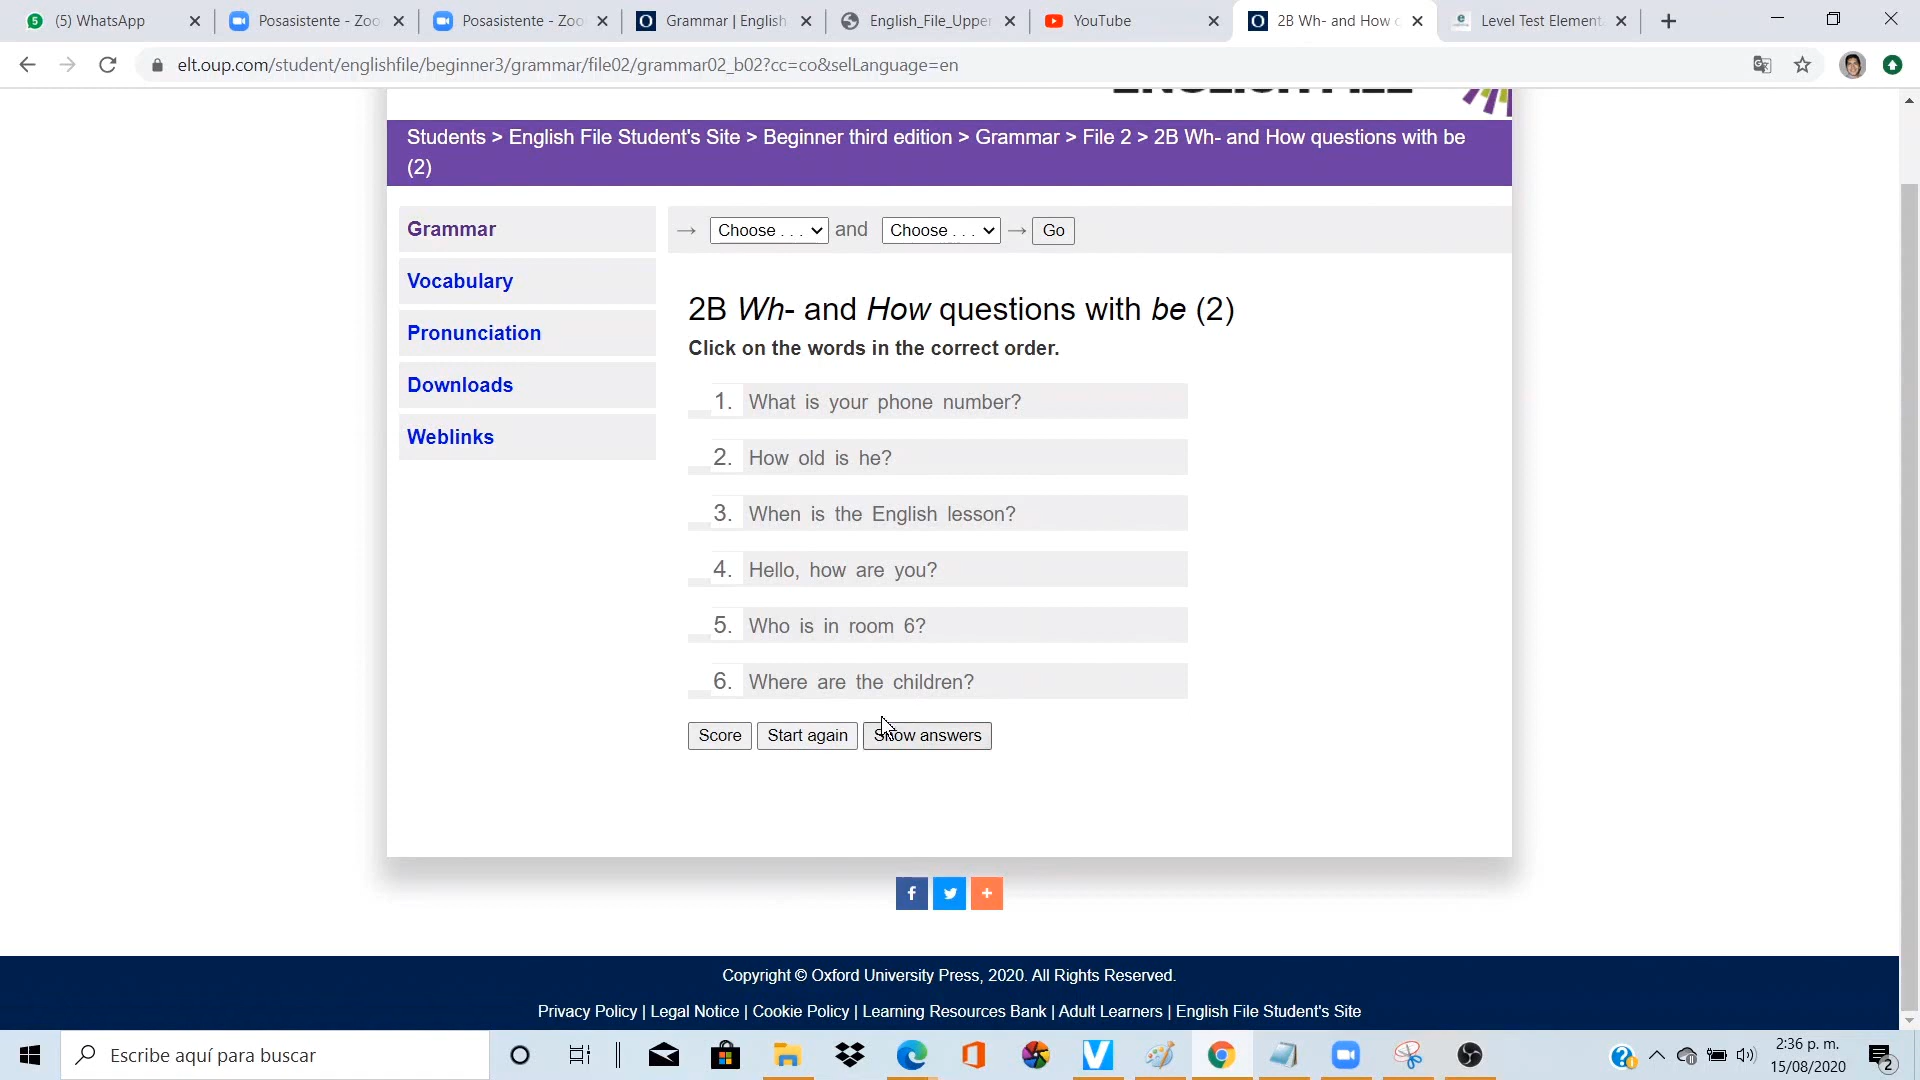 (5) WhatsApp
Posasistente - Zoo
Posasistente - Zoo
Grammar | English
English_File_Upper
YouTube
2B Wh- and How
Level Test Element
elt.oup.com/student/englishfile/beginner3/grammar/file02/grammar02_b02?cc=co&selLanguage=en
ENGLISH FILE
Students > English File Student's Site > Beginner third edition > Grammar > File 2 > 2B Wh- and How questions with be
(2)
Grammar
Vocabulary
Pronunciation
Downloads
Weblinks
→ Choose . . . and Choose . . . → Go
2B Wh- and How questions with be (2)
Click on the words in the correct order.
1. What is your phone number?
2. How old is he?
3. When is the English lesson?
4. Hello, how are you?
5. Who is in room 6?
6. Where are the children?
Score
Start again
Show answers
Copyright © Oxford University Press, 2020. All Rights Reserved.
Privacy Policy | Legal Notice | Cookie Policy | Learning Resources Bank | Adult Learners | English File Student's Site
Escribe aquí para buscar
2:36 p. m.
15/08/2020
2